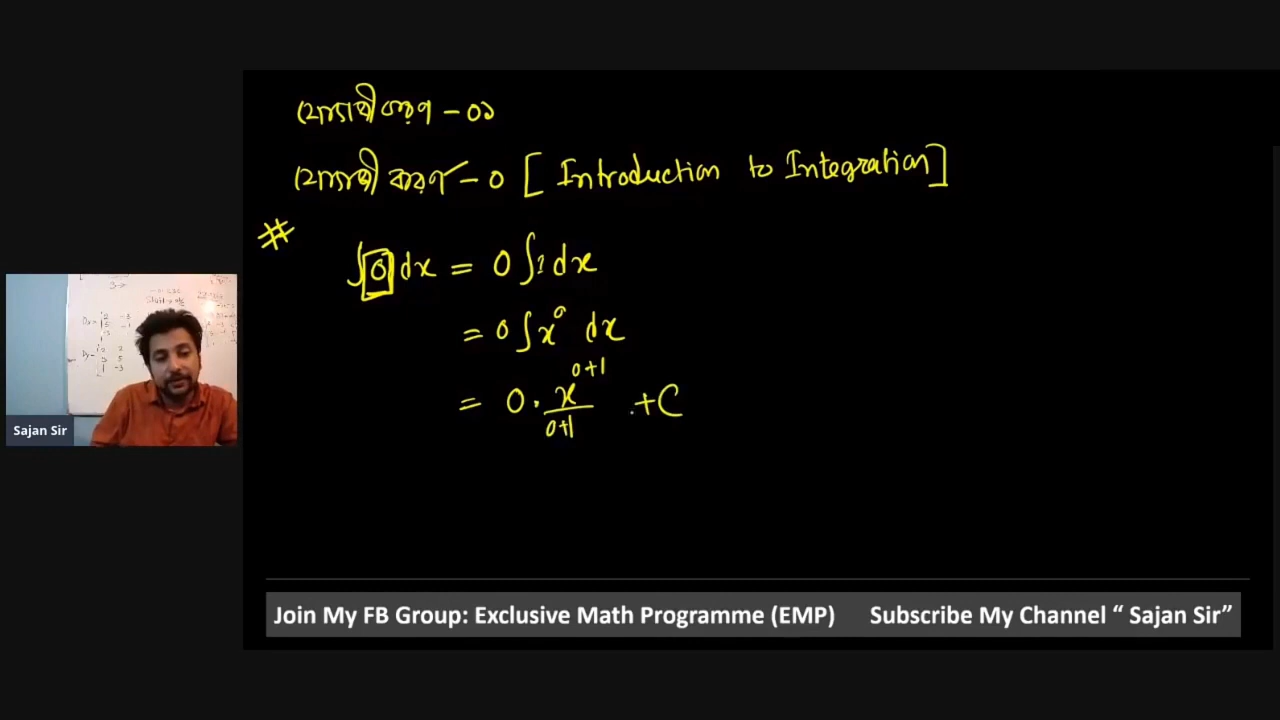 যোগজীকরণ - ০১
যোগজীকরণ - ০ [Introduction to Integration]
#
∫0 dx = 0 ∫1 dx
= 0 ∫x⁰ dx
= 0 · x^(0+1)/(0+1) + C
Sajan Sir
Join My FB Group: Exclusive Math Programme (EMP) Subscribe My Channel “ Sajan Sir”